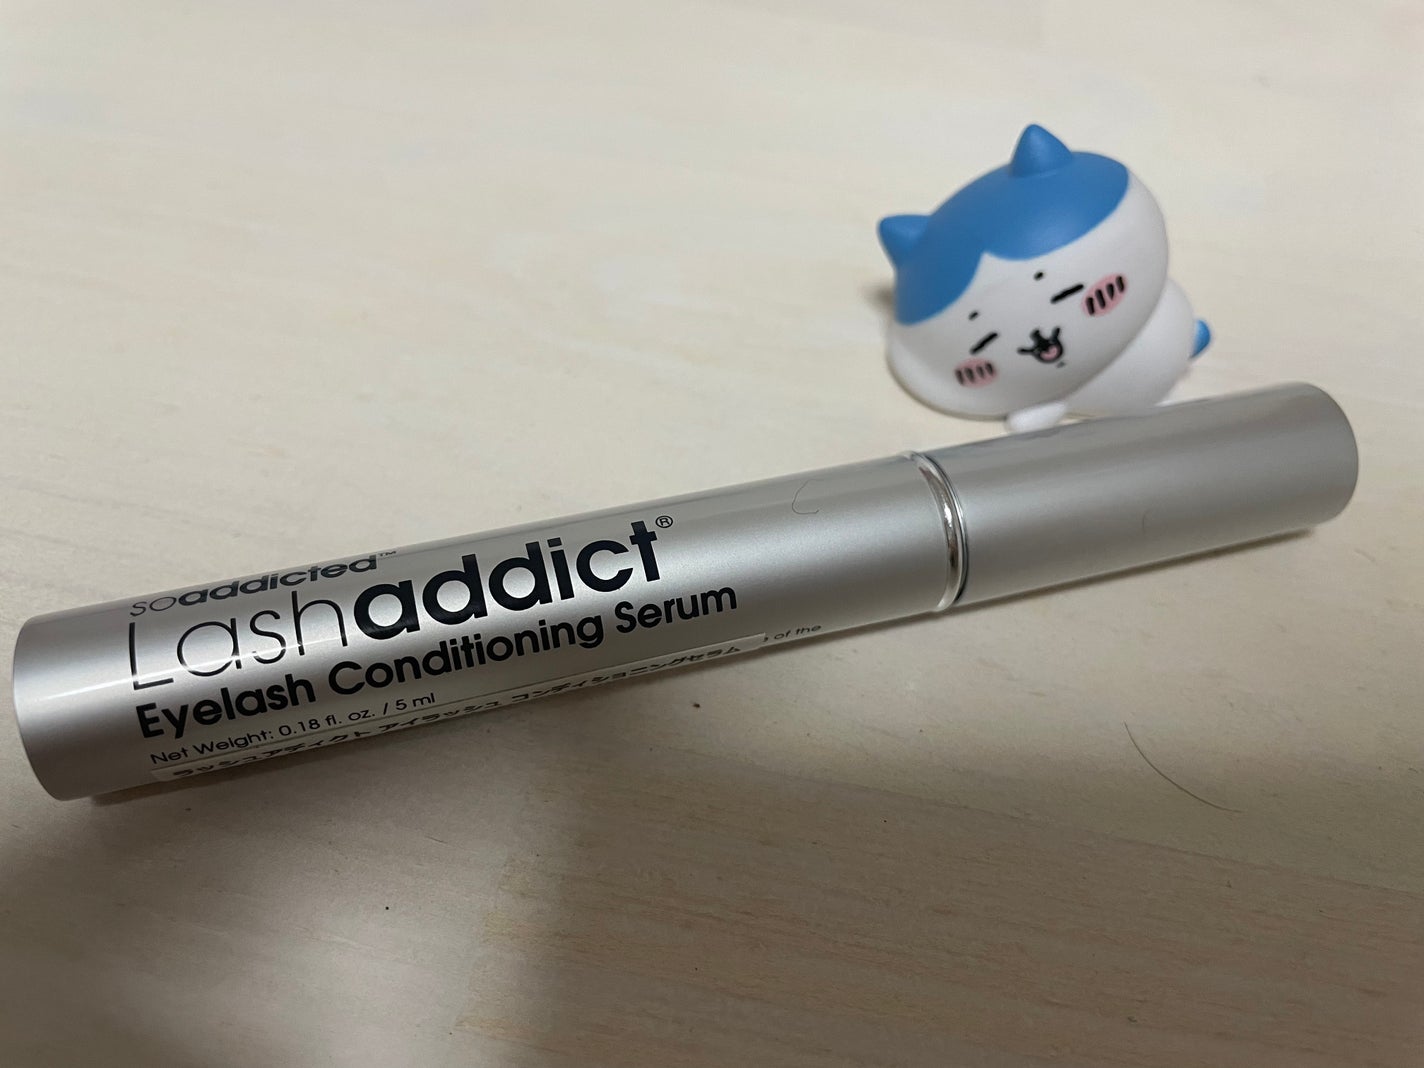 soaddicted™
Lashaddict®
Eyelash Conditioning Serum
Net Weight: 0.18 fl. oz. / 5 ml
ラッシュアディクト アイラッシュ コンディショニングセラム
of the